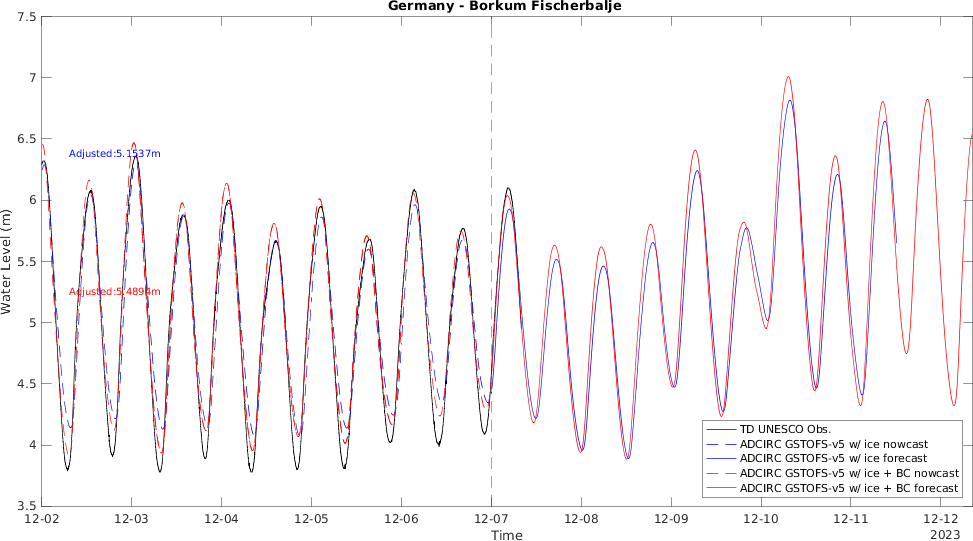 Germany - Borkum Fischerbalje
Water Level (m)
7.5
7
6.5
6
5.5
5
4.5
4
3.5
Adjusted:5.1537m
Adjusted:5.4894m
TD UNESCO Obs.
ADCIRC GSTOFS-v5 w/ ice nowcast
ADCIRC GSTOFS-v5 w/ ice forecast
ADCIRC GSTOFS-v5 w/ ice + BC nowcast
ADCIRC GSTOFS-v5 w/ ice + BC forecast
12-02 12-03 12-04 12-05 12-06 12-07 12-08 12-09 12-10 12-11 12-12
Time
2023